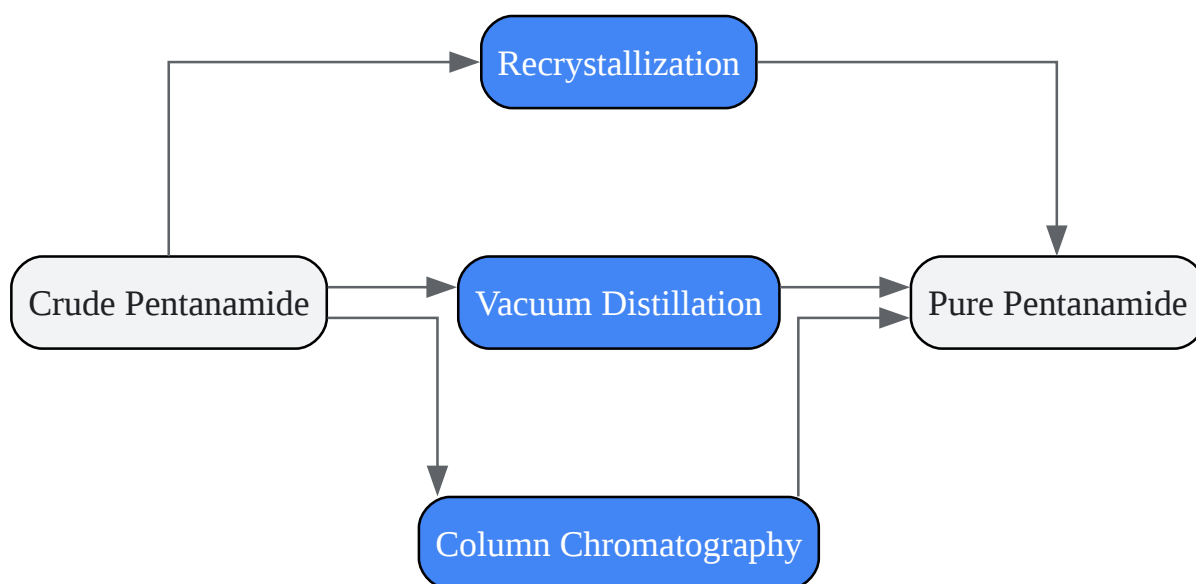 Recrystallization
Crude Pentanamide
Vacuum Distillation
Pure Pentanamide
Column Chromatography